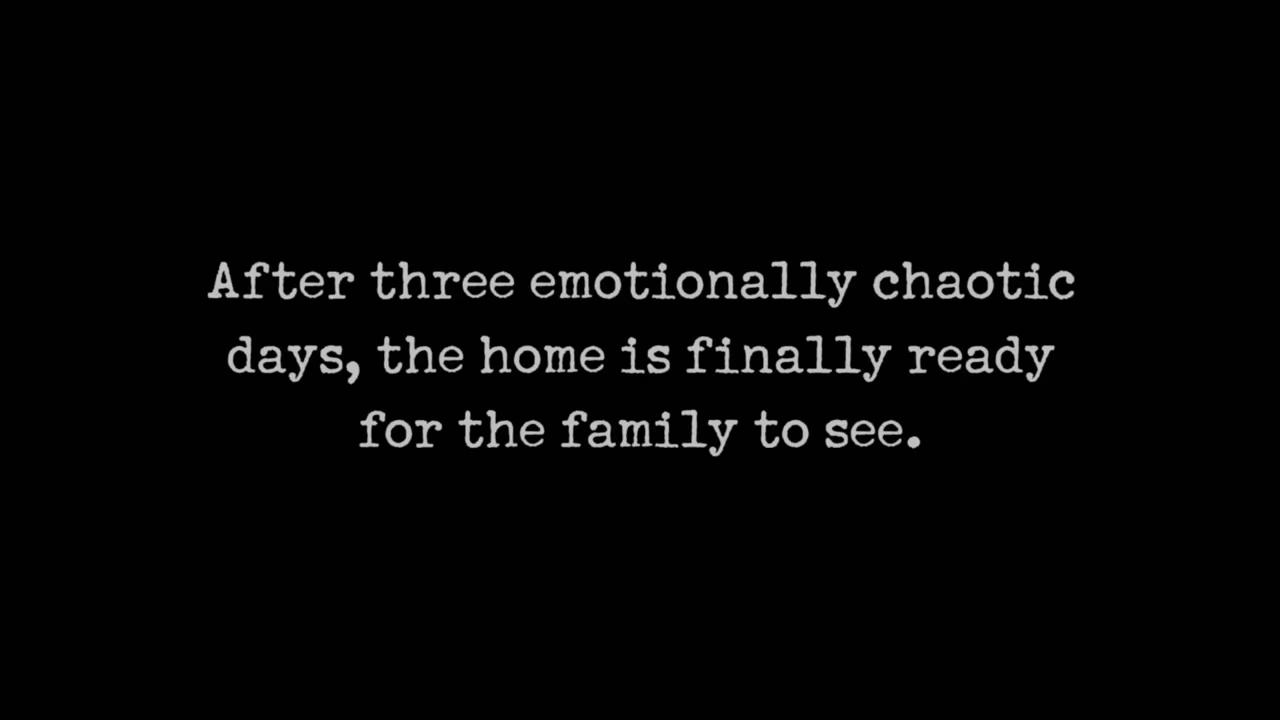 After three emotionally chaotic
days, the home is finally ready
for the family to see.